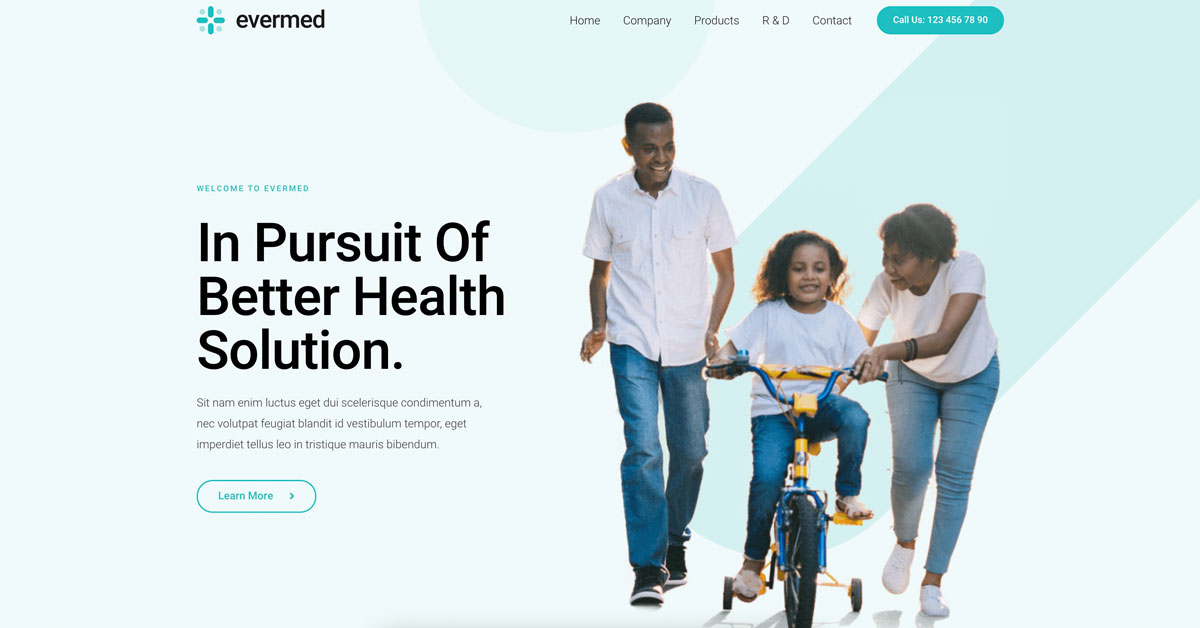 evermed
Home Company Products R & D Contact Call Us: 123 456 78 90
WELCOME TO EVERMED
In Pursuit Of
Better Health
Solution.
Sit nam enim luctus eget dui scelerisque condimentum a,
nec volutpat feugiat blandit id vestibulum tempor, eget
imperdiet tellus leo in tristique mauris bibendum.
Learn More